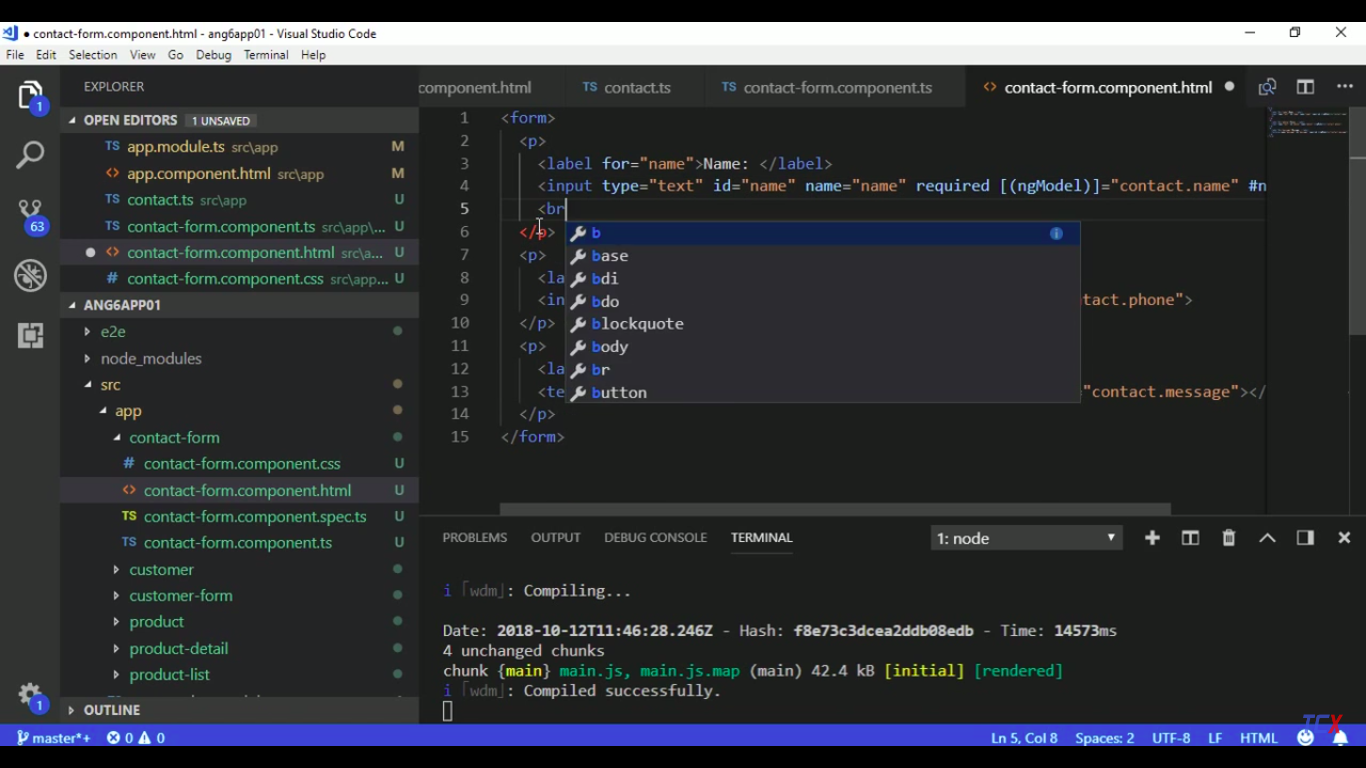 ● contact-form.component.html - ang6app01 - Visual Studio Code
File Edit Selection View Go Debug Terminal Help
EXPLORER
component.html TS contact.ts TS contact-form.component.ts <> contact-form.component.html ●
OPEN EDITORS 1 UNSAVED
TS app.module.ts src\app M
<> app.component.html src\app M
TS contact.ts src\app U
TS contact-form.component.ts src\app\... U
● <> contact-form.component.html src\a... U
# contact-form.component.css src\app... U
ANG6APP01
e2e
node_modules
src
app
contact-form
# contact-form.component.css U
<> contact-form.component.html U
TS contact-form.component.spec.ts U
TS contact-form.component.ts U
customer
customer-form
product
product-detail
product-list
OUTLINE
1
63
1
1 <form>
2 <p>
3 <label for="name">Name: </label>
4 <input type="text" id="name" name="name" required [(ngModel)]="contact.name" #n
5 <br
6 </p>
7 <p>
8 <la
9 <in tact.phone">
10 </p>
11 <p>
12 <la
13 <te "contact.message"></
14 </p>
15 </form>
b
base
bdi
bdo
blockquote
body
br
button
PROBLEMS OUTPUT DEBUG CONSOLE TERMINAL 1: node
i ｢wdm｣: Compiling...
Date: 2018-10-12T11:46:28.246Z - Hash: f8e73c3dcea2ddb08edb - Time: 14573ms
4 unchanged chunks
chunk {main} main.js, main.js.map (main) 42.4 kB [initial] [rendered]
i ｢wdm｣: Compiled successfully.
TCX
master*+ 0 0 Ln 5, Col 8 Spaces: 2 UTF-8 LF HTML